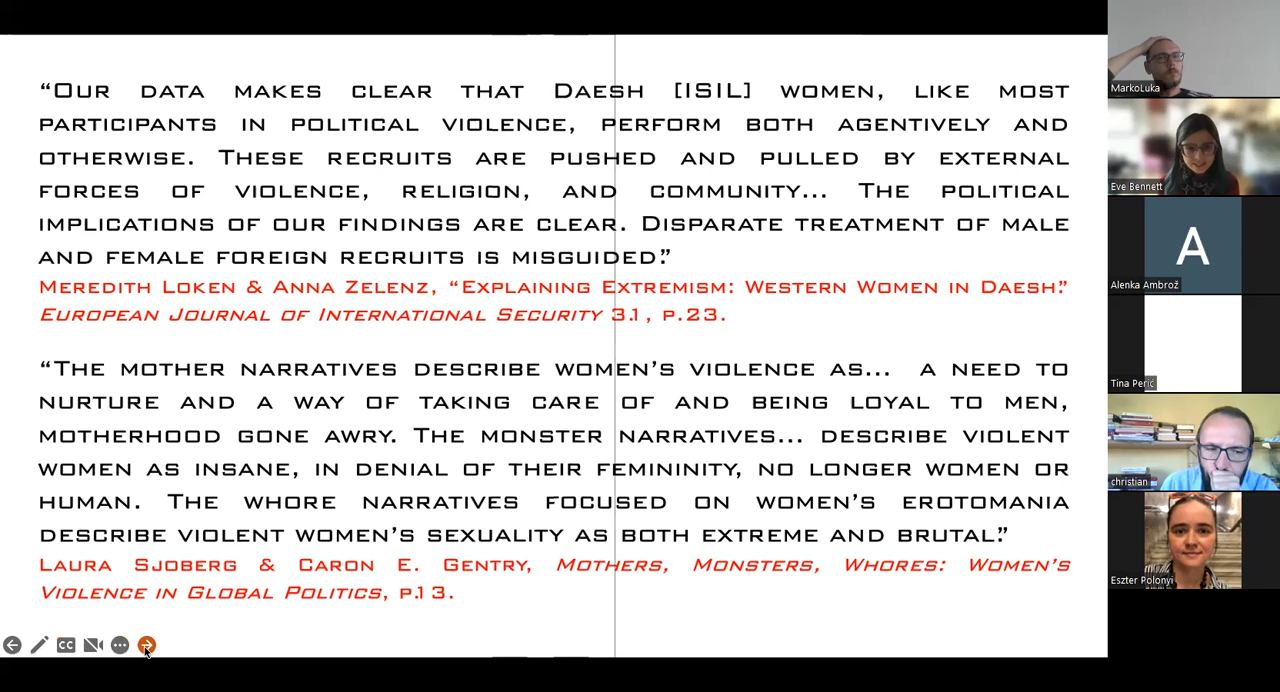 “OUR DATA MAKES CLEAR THAT DAESH [ISIL] WOMEN, LIKE MOST
PARTICIPANTS IN POLITICAL VIOLENCE, PERFORM BOTH AGENTIVELY AND
OTHERWISE. THESE RECRUITS ARE PUSHED AND PULLED BY EXTERNAL
FORCES OF VIOLENCE, RELIGION, AND COMMUNITY... THE POLITICAL
IMPLICATIONS OF OUR FINDINGS ARE CLEAR. DISPARATE TREATMENT OF MALE
AND FEMALE FOREIGN RECRUITS IS MISGUIDED.”
MEREDITH LOKEN & ANNA ZELENZ, “EXPLAINING EXTREMISM: WESTERN WOMEN IN DAESH.”
EUROPEAN JOURNAL OF INTERNATIONAL SECURITY 3.1, P.23.
“THE MOTHER NARRATIVES DESCRIBE WOMEN’S VIOLENCE AS... A NEED TO
NURTURE AND A WAY OF TAKING CARE OF AND BEING LOYAL TO MEN,
MOTHERHOOD GONE AWRY. THE MONSTER NARRATIVES... DESCRIBE VIOLENT
WOMEN AS INSANE, IN DENIAL OF THEIR FEMININITY, NO LONGER WOMEN OR
HUMAN. THE WHORE NARRATIVES FOCUSED ON WOMEN’S EROTOMANIA
DESCRIBE VIOLENT WOMEN’S SEXUALITY AS BOTH EXTREME AND BRUTAL.”
LAURA SJOBERG & CARON E. GENTRY, MOTHERS, MONSTERS, WHORES: WOMEN’S
VIOLENCE IN GLOBAL POLITICS, P.13.
CC
MarkoLuka
Eve Bennett
A
Alenka Ambrož
Tina Perić
christian
Eszter Polonyi